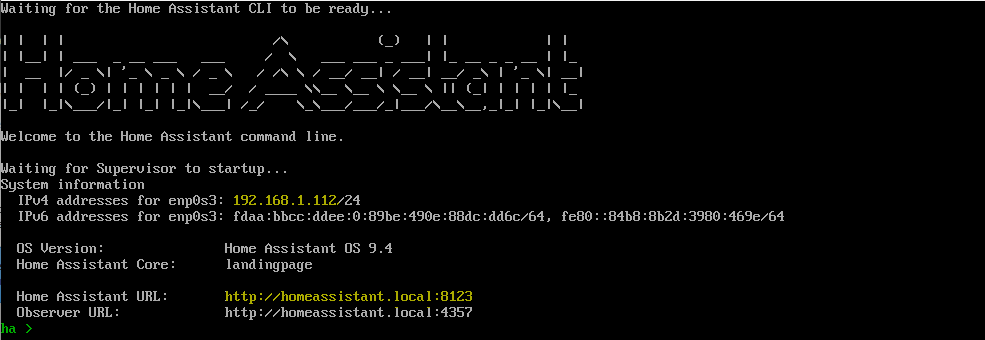 Waiting for the Home Assistant CLI to be ready...
Home Assistant
Welcome to the Home Assistant command line.
Waiting for Supervisor to startup...
System information
IPv4 addresses for enp0s3: 192.168.1.112/24
IPv6 addresses for enp0s3: fdaa:bbcc:ddee:0:89be:490e:88dc:dd6c/64, fe80::84b8:8b2d:3980:469e/64
OS Version: Home Assistant OS 9.4
Home Assistant Core: landingpage
Home Assistant URL: http://homeassistant.local:8123
Observer URL: http://homeassistant.local:4357
ha >